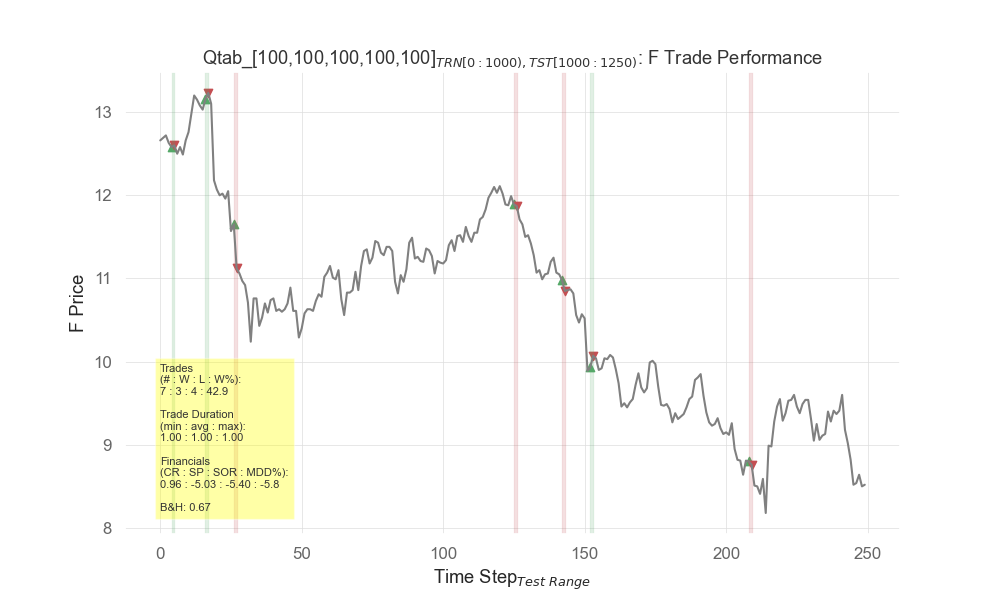 Qtab_[100,100,100,100,100]TRN[0 : 1000), TST[1000 : 1250): F Trade Performance
F Price
13
12
11
10
9
8
Trades
(# : W : L : W%):
7 : 3 : 4 : 42.9
Trade Duration
(min : avg : max):
1.00 : 1.00 : 1.00
Financials
(CR : SP : SOR : MDD%):
0.96 : -5.03 : -5.40 : -5.8
B&H: 0.67
0 50 100 150 200 250
Time StepTest Range